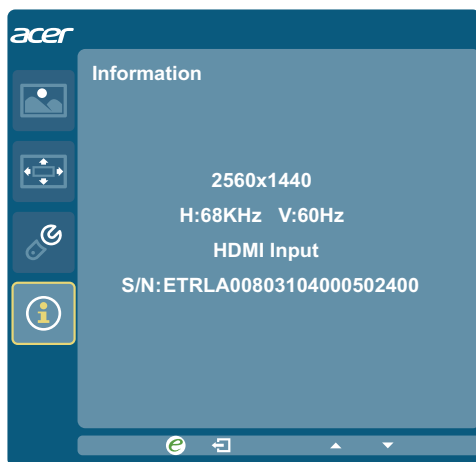 acer
Information
2560x1440
H:68KHz V:60Hz
HDMI Input
S/N:ETRLA00803104000502400
e